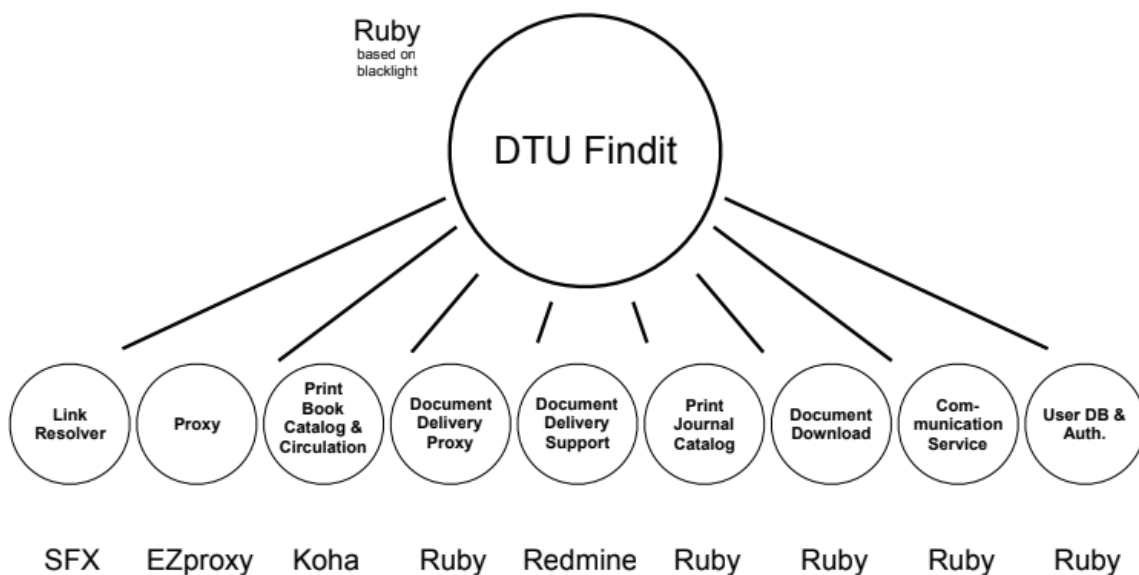 Ruby
based on
blacklight
DTU Findit
Link
Resolver
Proxy
Print
Book
Catalog &
Circulation
Document
Delivery
Proxy
Document
Delivery
Support
Print
Journal
Catalog
Document
Download
Com-
munication
Service
User DB &
Auth.
SFX
EZproxy
Koha
Ruby
Redmine
Ruby
Ruby
Ruby
Ruby